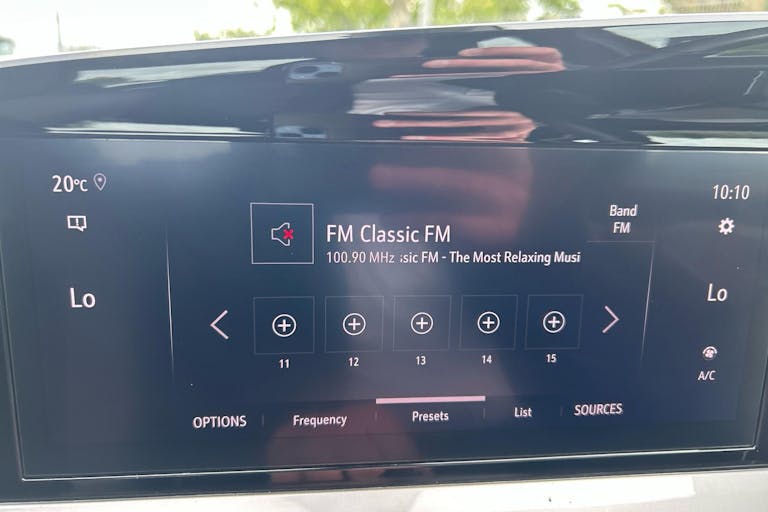 20°C
10:10
Band
FM
FM Classic FM
100.90 MHz sic FM - The Most Relaxing Musi
Lo
Lo
11
12
13
14
15
A/C
OPTIONS
Frequency
Presets
List
SOURCES